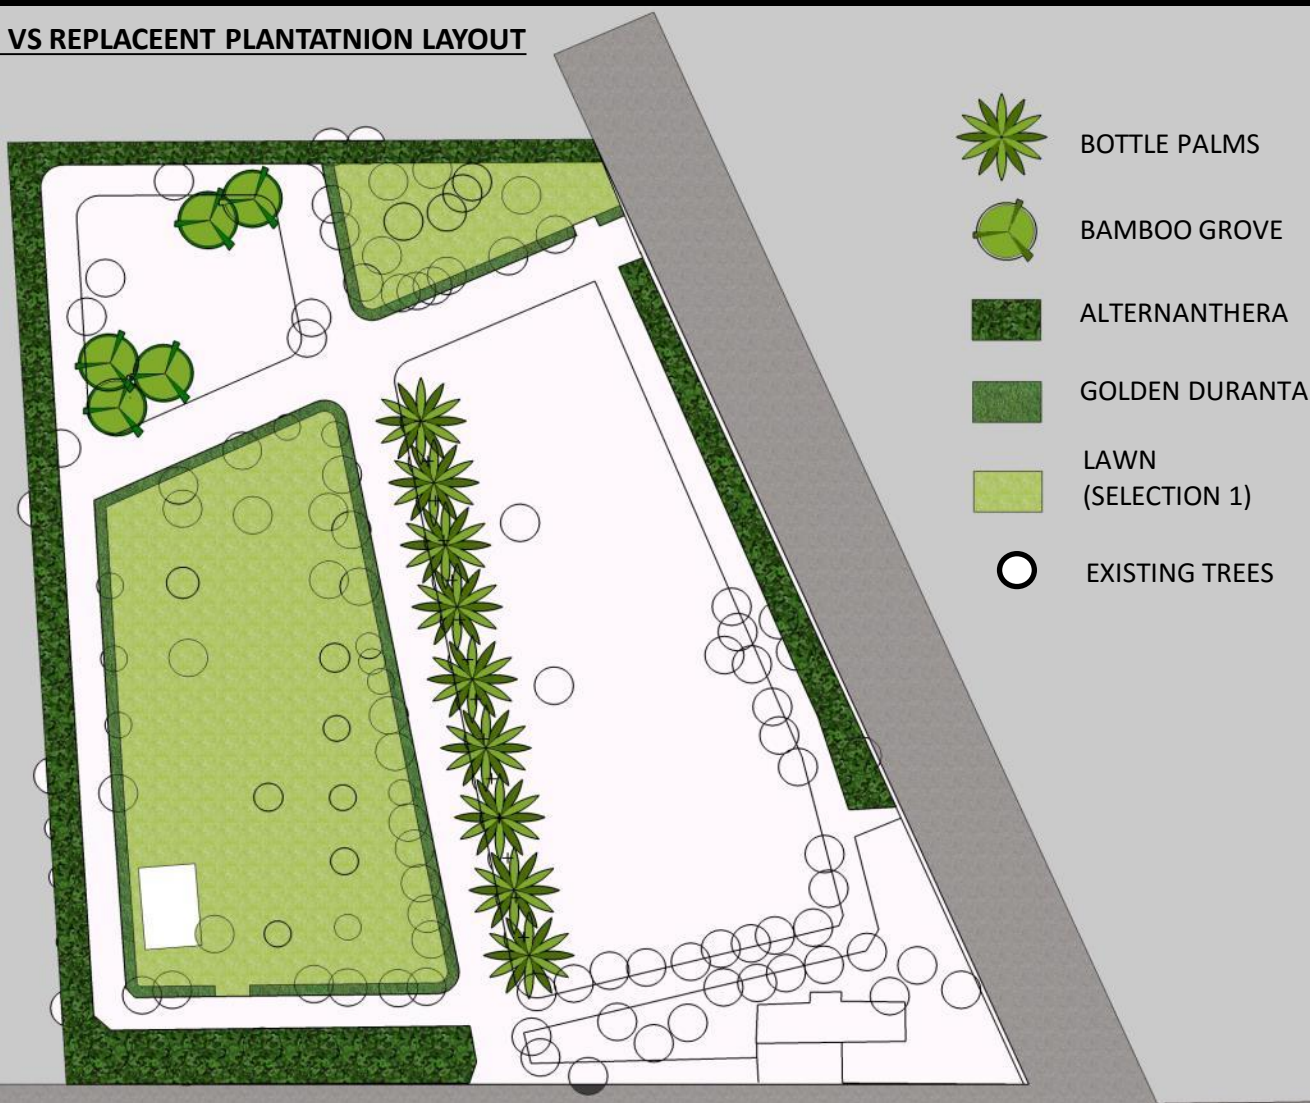 VS REPLACEENT PLANTATNION LAYOUT
BOTTLE PALMS
BAMBOO GROVE
ALTERNANTHERA
GOLDEN DURANTA
LAWN
(SELECTION 1)
EXISTING TREES